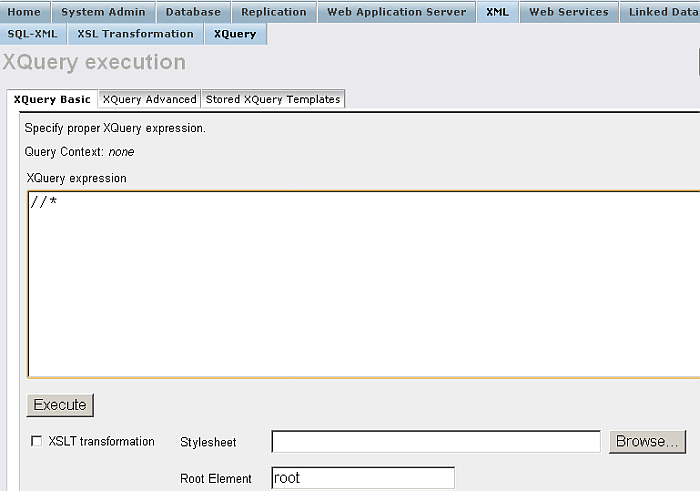 Home System Admin Database Replication Web Application Server XML Web Services Linked Data
SQL-XML XSL Transformation XQuery
XQuery execution
XQuery Basic XQuery Advanced Stored XQuery Templates
Specify proper XQuery expression.
Query Context: none
XQuery expression
//*
Execute
XSLT transformation Stylesheet Browse...
Root Element root